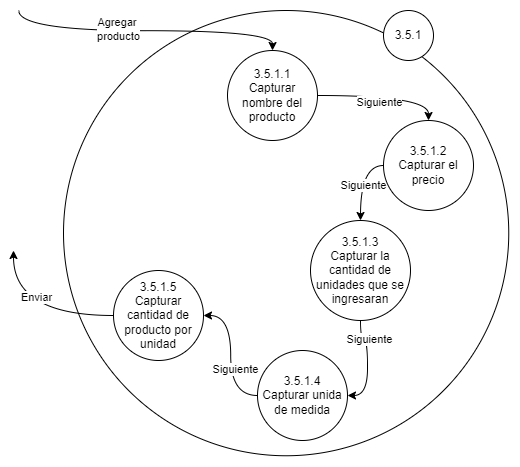 Agregar
producto
3.5.1
3.5.1.1
Capturar
nombre del
producto
Siguiente
3.5.1.2
Capturar el
precio
Siguiente
3.5.1.3
Capturar la
cantidad de
unidades que se
ingresaran
Siguiente
3.5.1.4
Capturar unida
de medida
Siguiente
3.5.1.5
Capturar
cantidad de
producto por
unidad
Enviar